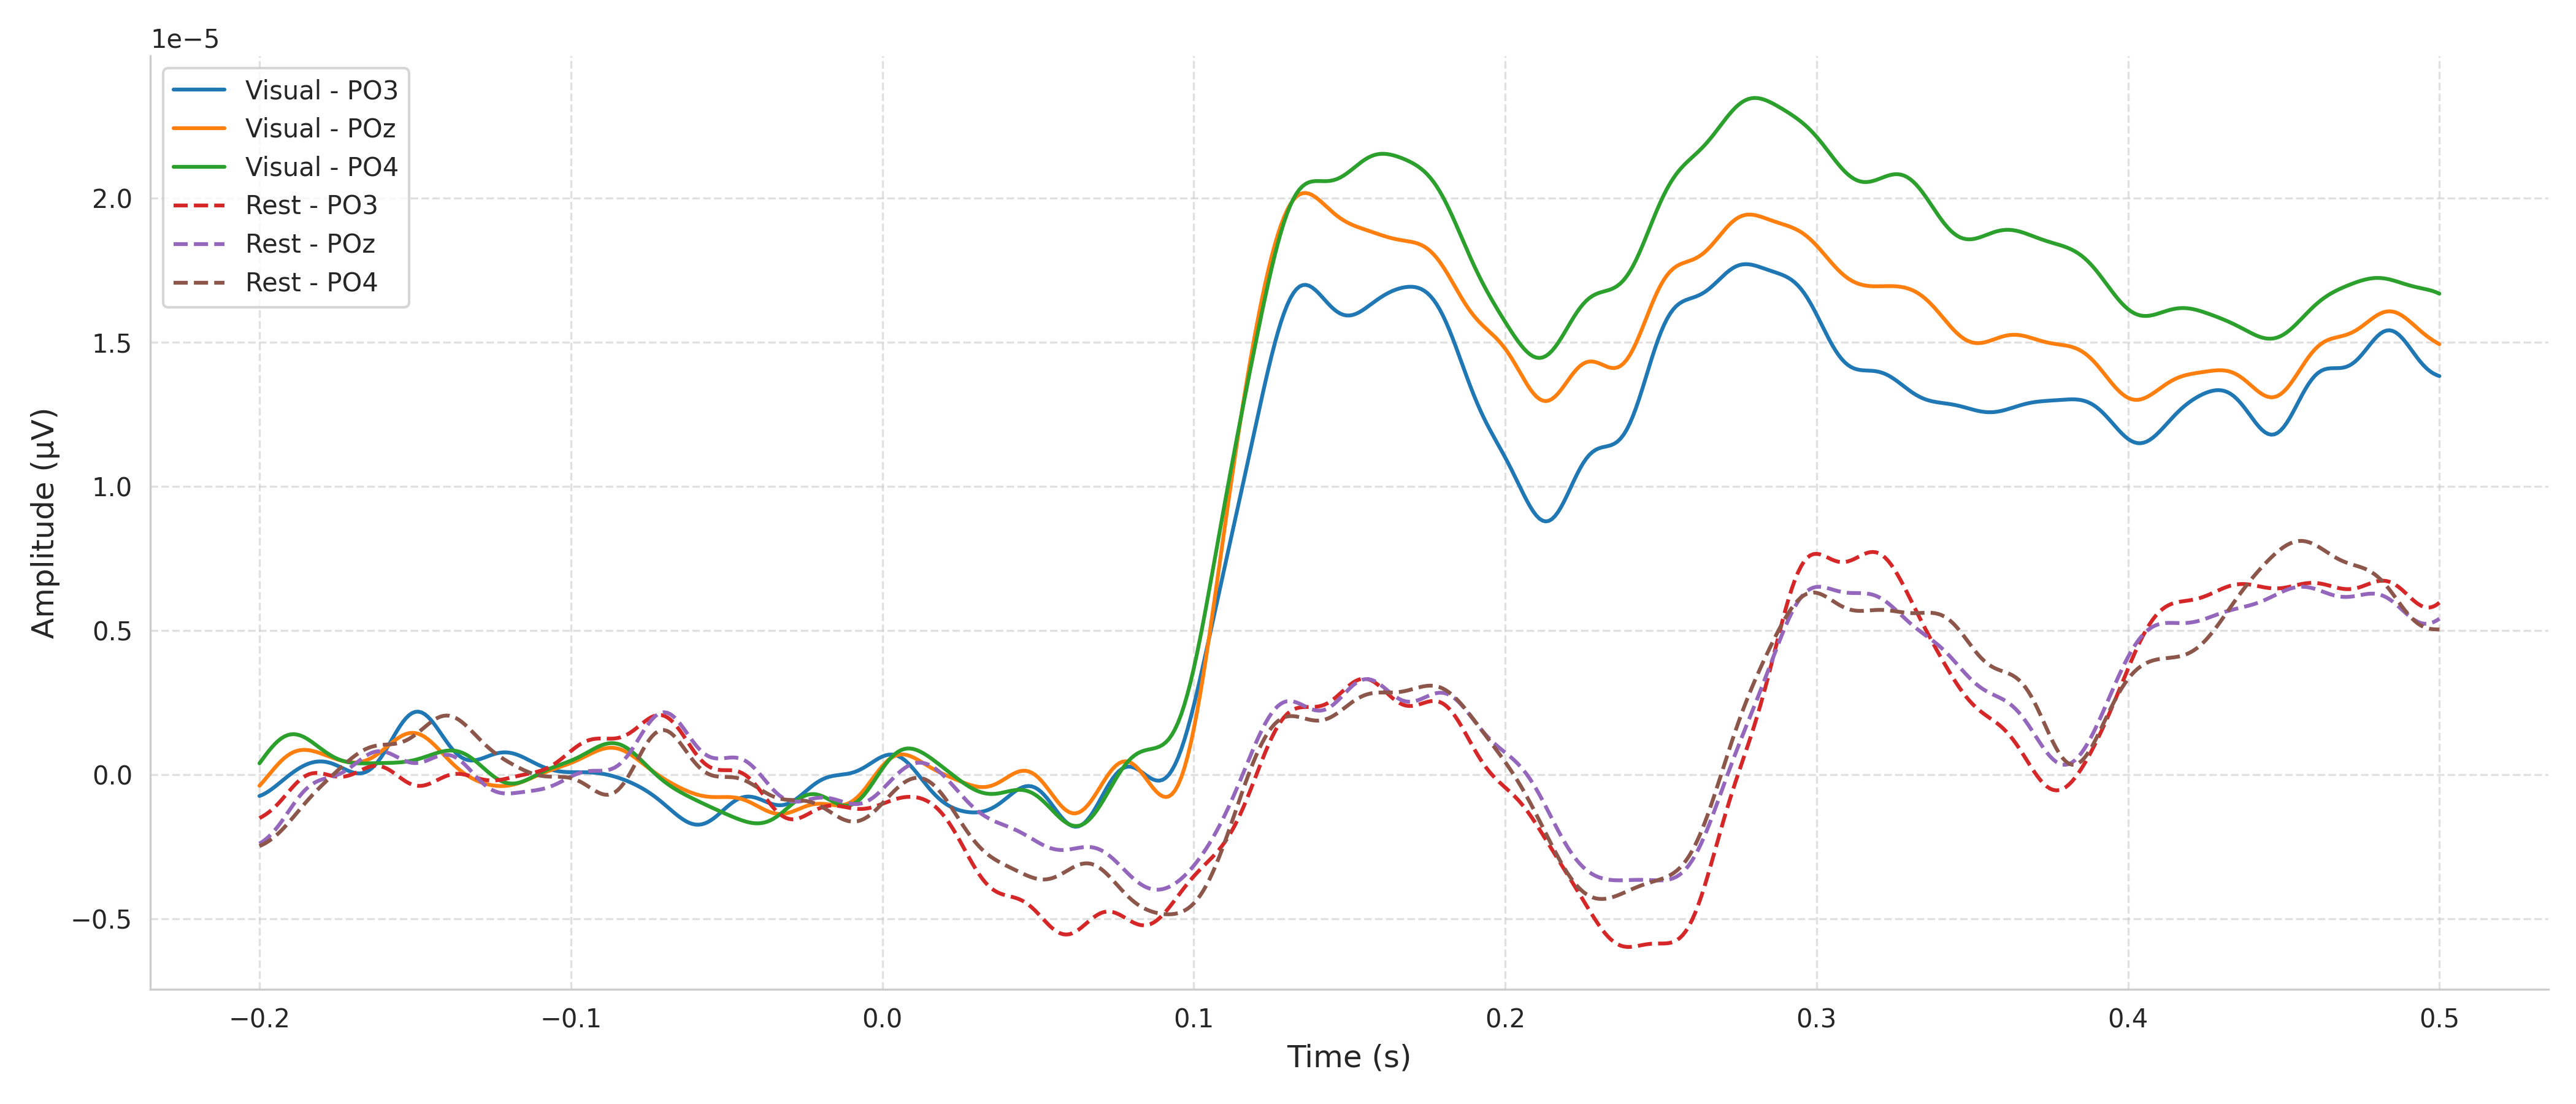 1e−5
Visual - PO3
Visual - POz
Visual - PO4
Rest - PO3
Rest - POz
Rest - PO4
2.0
1.5
1.0
0.5
0.0
−0.5
Amplitude (µV)
−0.2 −0.1 0.0 0.1 0.2 0.3 0.4 0.5
Time (s)